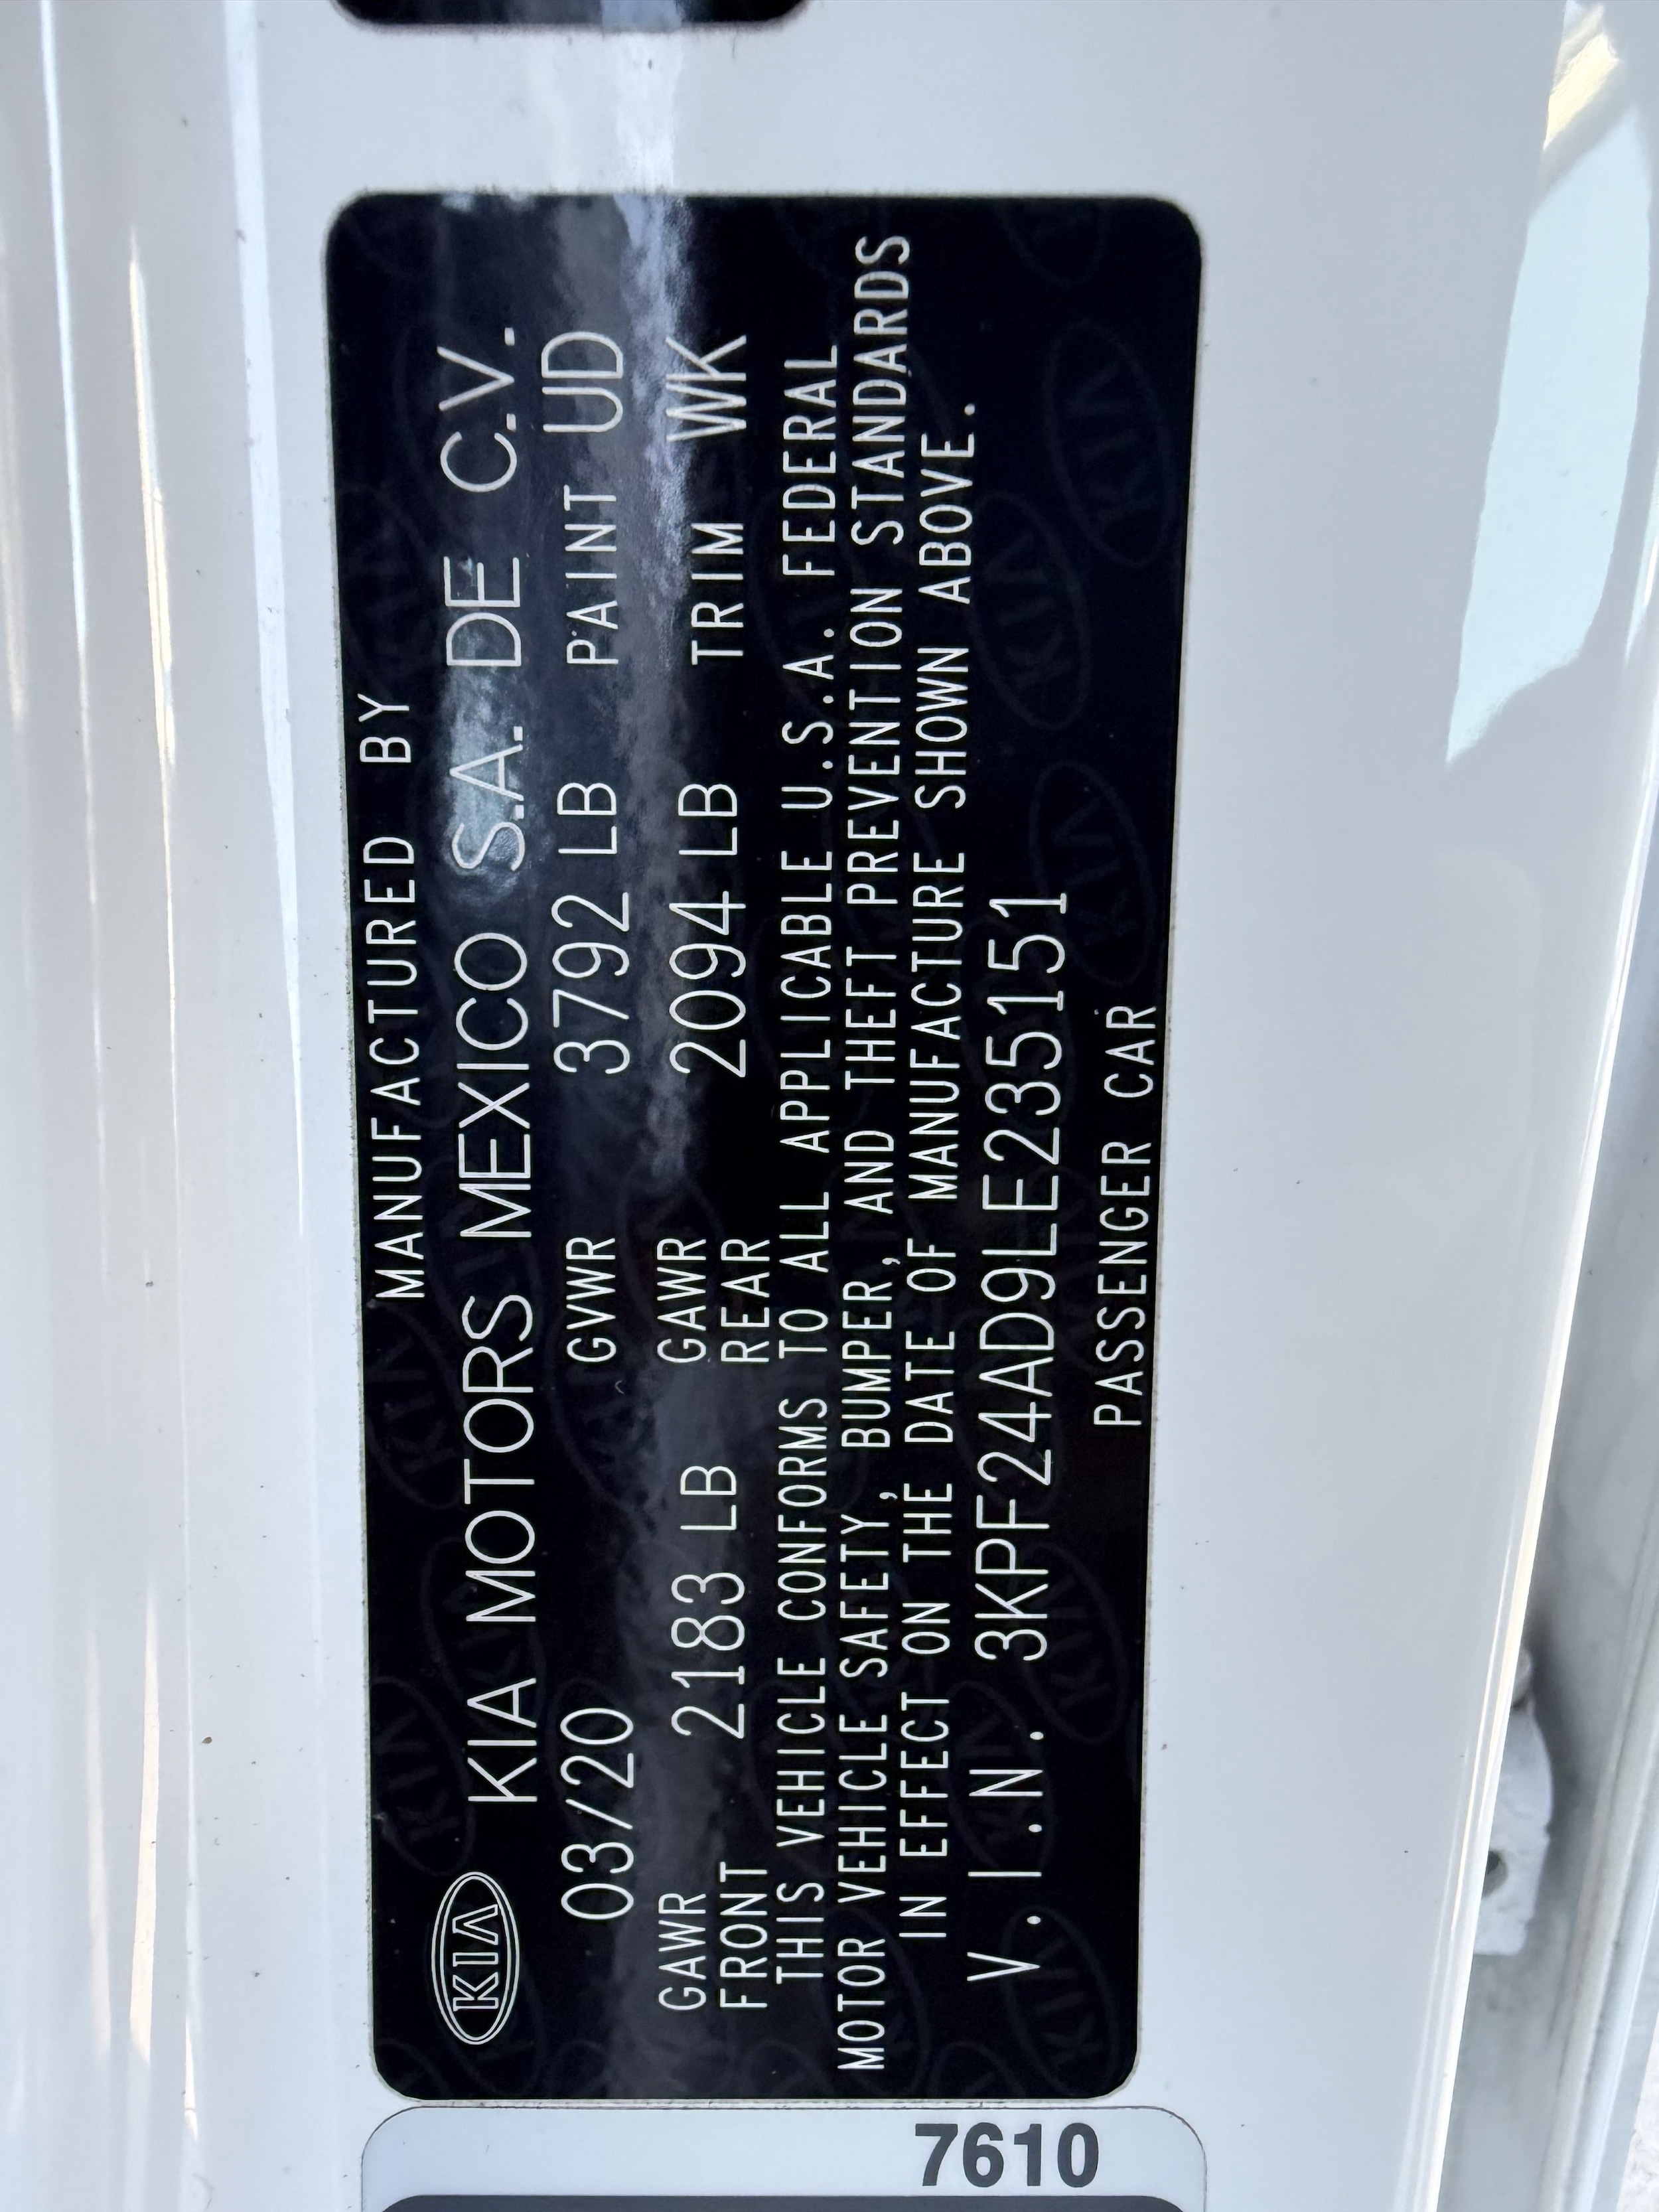 MANUFACTURED BY
KIA KIA MOTORS MEXICO S.A. DE C.V.
03/20 GVWR 3792 LB PAINT UD
GAWR FRONT 2183 LB GAWR REAR 2094 LB TRIM WK
THIS VEHICLE CONFORMS TO ALL APPLICABLE U.S.A. FEDERAL
MOTOR VEHICLE SAFETY, BUMPER, AND THEFT PREVENTION STANDARDS
IN EFFECT ON THE DATE OF MANUFACTURE SHOWN ABOVE.
V.I.N. 3KPF24AD9LE235151
PASSENGER CAR
7610